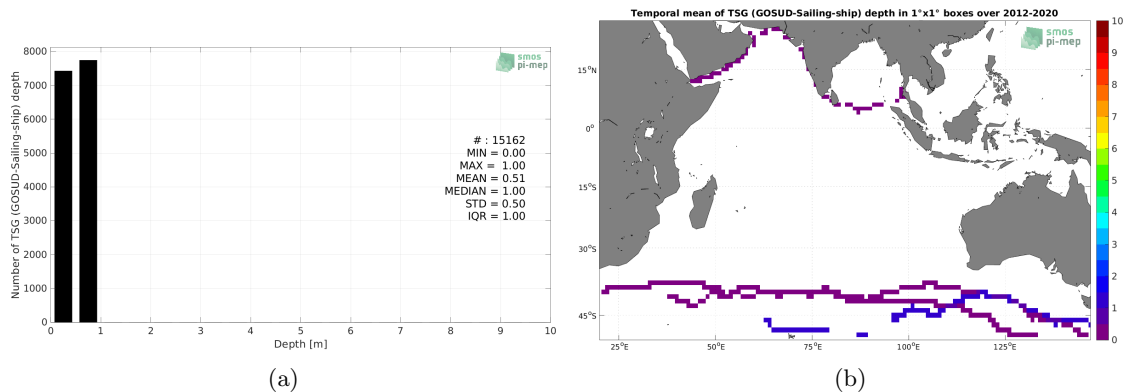 8000
7000
6000
5000
4000
3000
2000
1000
0
Number of TSG (GOSUD-Sailing-ship) depth
0 1 2 3 4 5 6 7 8 9 10
Depth [m]
smos
pi-mep
# : 15162
MIN = 0.00
MAX = 1.00
MEAN = 0.51
MEDIAN = 1.00
STD = 0.50
IQR = 1.00
(a)
Temporal mean of TSG (GOSUD-Sailing-ship) depth in 1°x1° boxes over 2012-2020
smos
pi-mep
15°N
0°
15°S
30°S
45°S
25°E 50°E 75°E 100°E 125°E
10
9
8
7
6
5
4
3
2
1
0
(b)